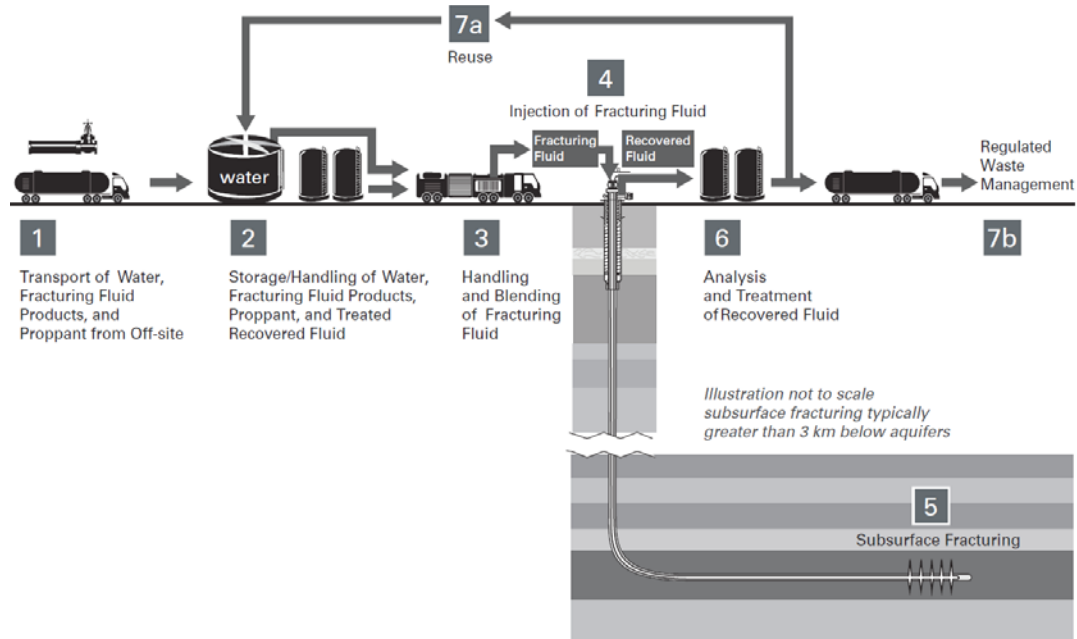 7a
Reuse
4
Injection of Fracturing Fluid
Fracturing
Fluid
Recovered
Fluid
water
Regulated
Waste
Management
1
Transport of Water,
Fracturing Fluid
Products, and
Proppant from Off-site
2
Storage/Handling of Water,
Fracturing Fluid Products,
Proppant, and Treated
Recovered Fluid
3
Handling
and Blending
of Fracturing
Fluid
6
Analysis
and Treatment
of Recovered Fluid
7b
Illustration not to scale
subsurface fracturing typically
greater than 3 km below aquifers
5
Subsurface Fracturing